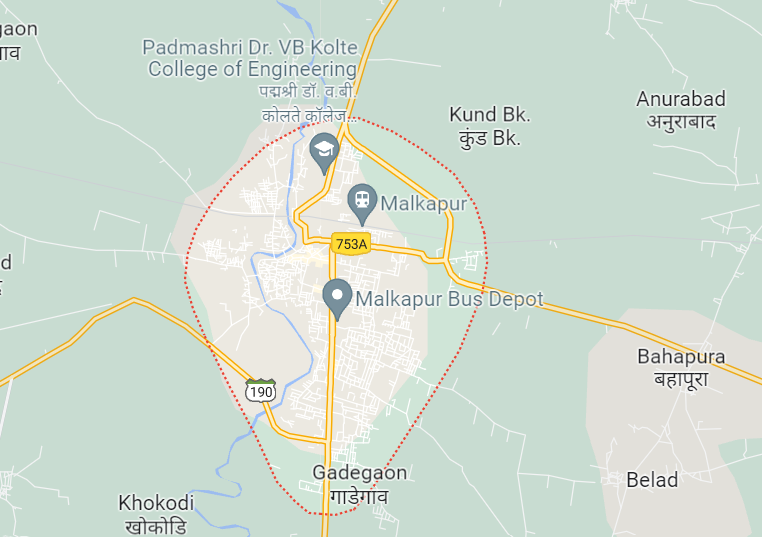 gaon
गाव
Padmashri Dr. VB Kolte
College of Engineering
पद्मश्री डॉ. व.बी.
कोलते कॉलेज...
Kund Bk.
कुंड Bk.
Anurabad
अनुराबाद
Malkapur
753A
d
Malkapur Bus Depot
Bahapura
बहापूरा
190
Gadegaon
गाडेगाव
Belad
Khokodi
खोकोडि